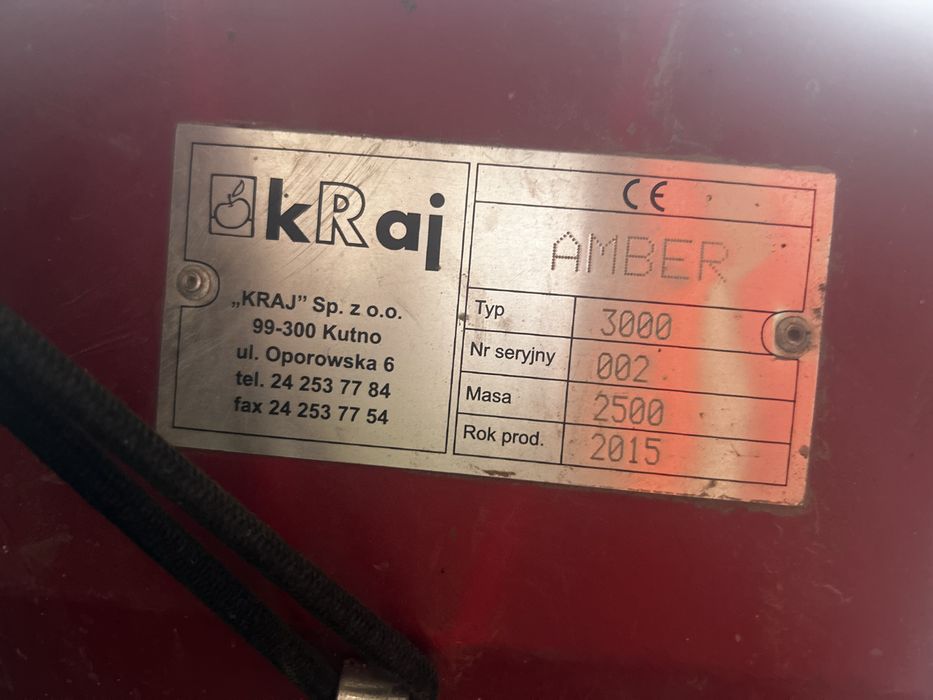 kRaj
„KRAJ” Sp. z o.o.
99-300 Kutno
ul. Oporowska 6
tel. 24 253 77 84
fax 24 253 77 54
CE
AMBER
Typ 3000
Nr seryjny 002
Masa 2500
Rok prod. 2015